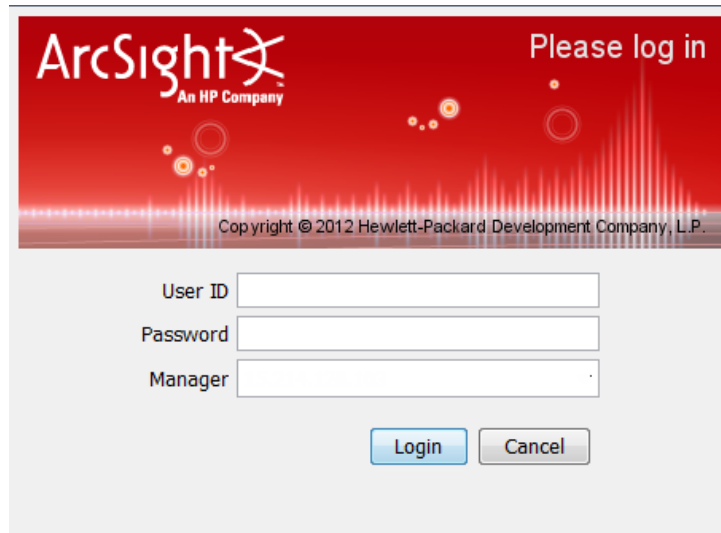 ArcSight
An HP Company
Please log in
Copyright © 2012 Hewlett-Packard Development Company, L.P.
User ID
Password
Manager
Login
Cancel